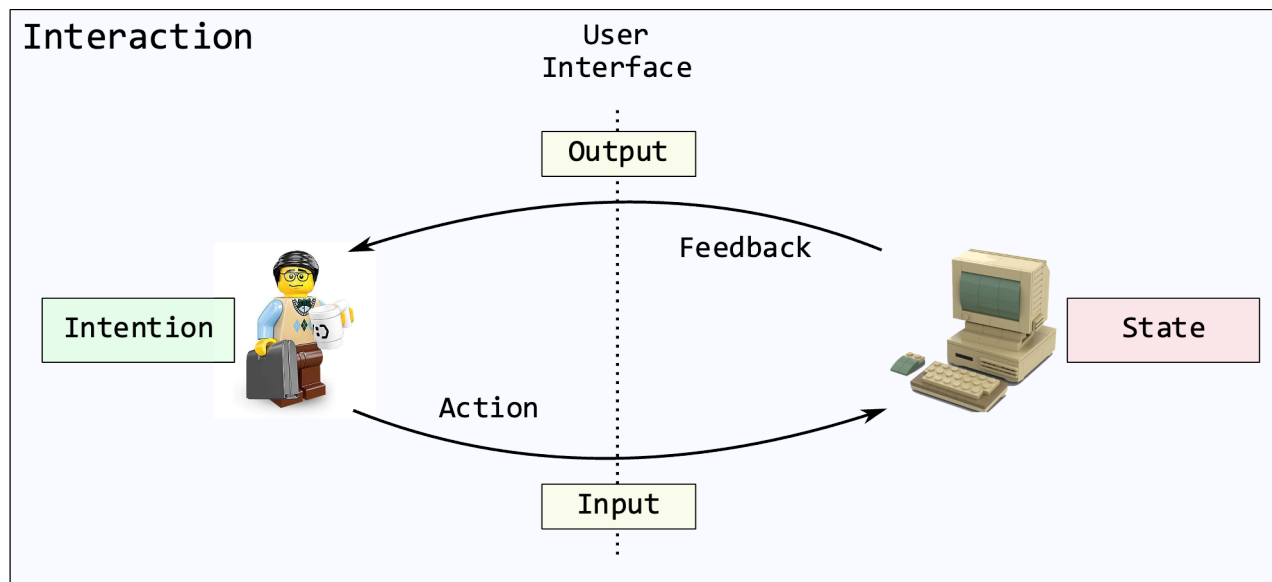 Interaction
User
Interface
Output
Feedback
Intention
State
Action
Input